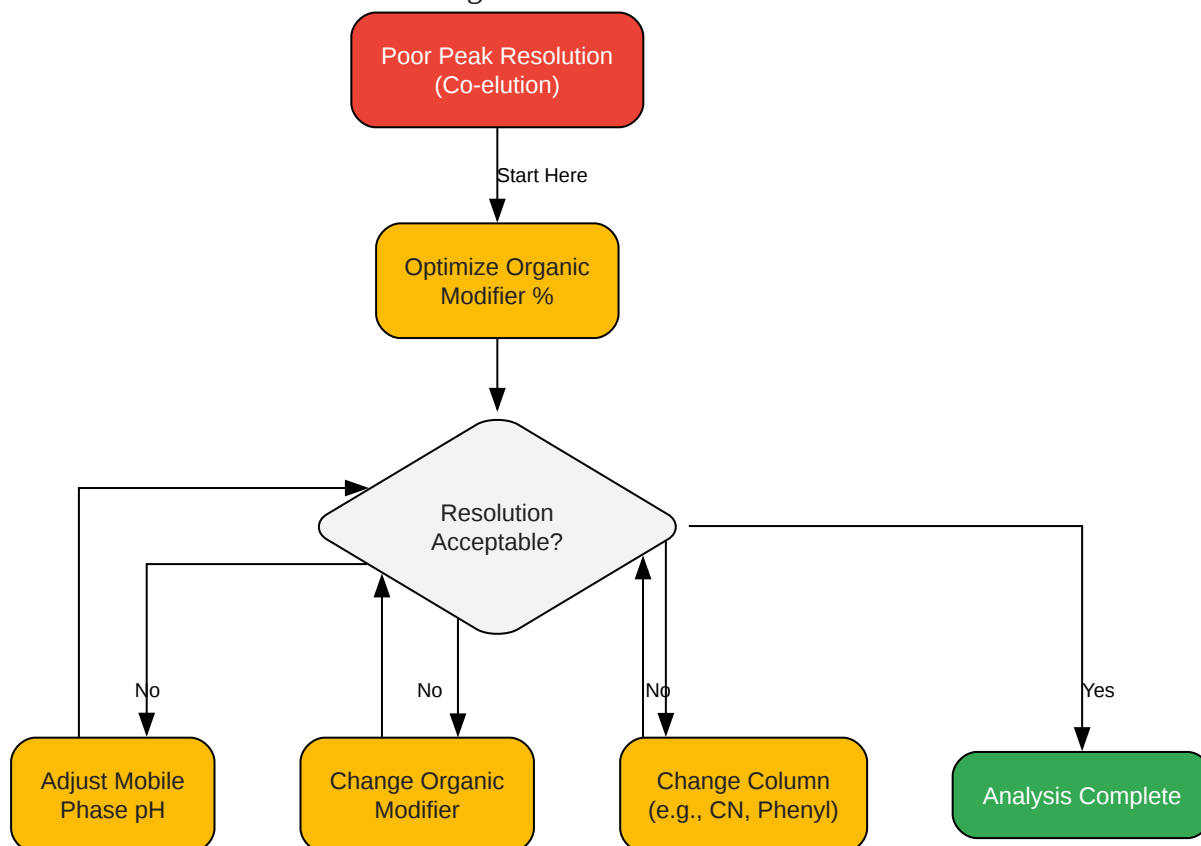 Poor Peak Resolution
(Co-elution)
Start Here
Optimize Organic
Modifier %
Resolution
Acceptable?
No
No
No
Yes
Adjust Mobile
Phase pH
Change Organic
Modifier
Change Column
(e.g., CN, Phenyl)
Analysis Complete